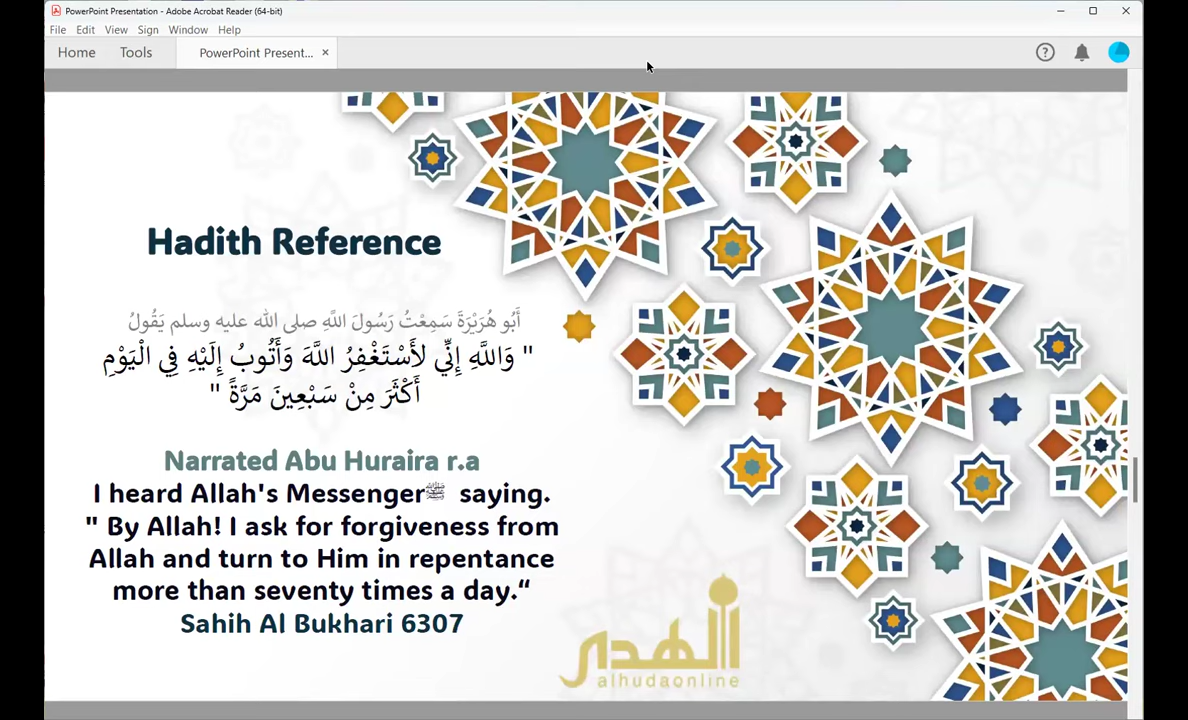 PowerPoint Presentation - Adobe Acrobat Reader (64-bit)
File Edit View Sign Window Help
Home Tools PowerPoint Present... ×
Hadith Reference
أَبُو هُرَيْرَةَ سَمِعْتُ رَسُولَ اللَّهِ صلى الله عليه وسلم يَقُولُ
" وَاللَّهِ إِنِّي لأَسْتَغْفِرُ اللَّهَ وَأَتُوبُ إِلَيْهِ فِي الْيَوْمِ
أَكْثَرَ مِنْ سَبْعِينَ مَرَّةً "
Narrated Abu Huraira r.a
I heard Allah's Messengerﷺ saying.
" By Allah! I ask for forgiveness from
Allah and turn to Him in repentance
more than seventy times a day.“
Sahih Al Bukhari 6307
الهدى
alhudaonline